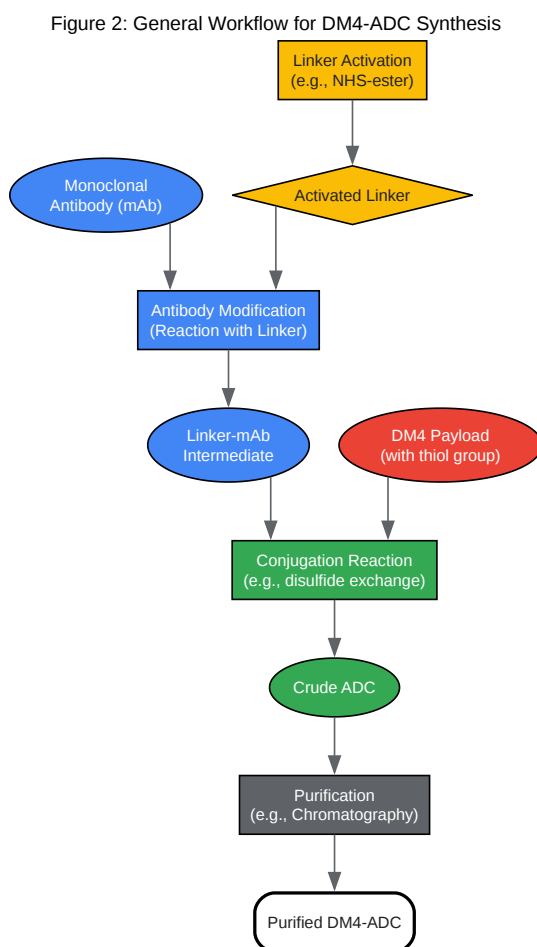 Figure 2: General Workflow for DM4-ADC Synthesis
Linker Activation
(e.g., NHS-ester)
Monoclonal
Antibody (mAb)
Activated Linker
Antibody Modification
(Reaction with Linker)
Linker-mAb
Intermediate
DM4 Payload
(with thiol group)
Conjugation Reaction
(e.g., disulfide exchange)
Crude ADC
Purification
(e.g., Chromatography)
Purified DM4-ADC